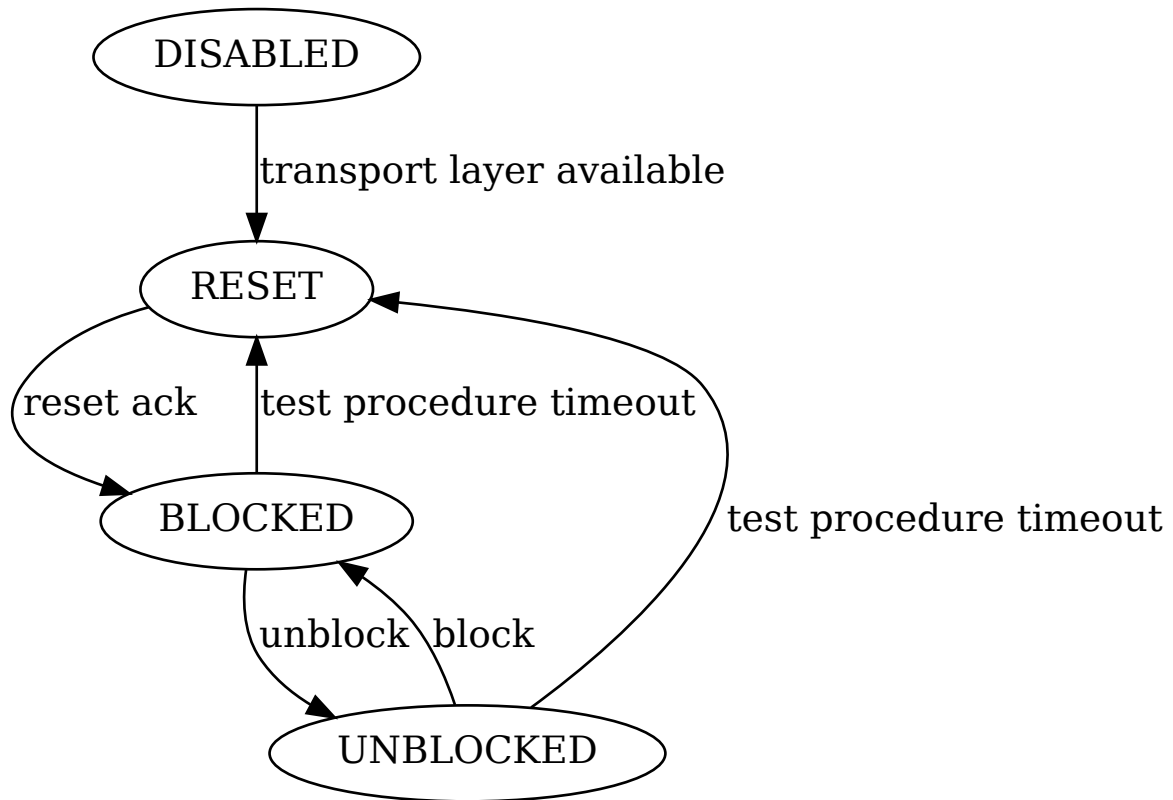 DISABLED
transport layer available
RESET
reset ack
test procedure timeout
BLOCKED
test procedure timeout
unblock
block
UNBLOCKED